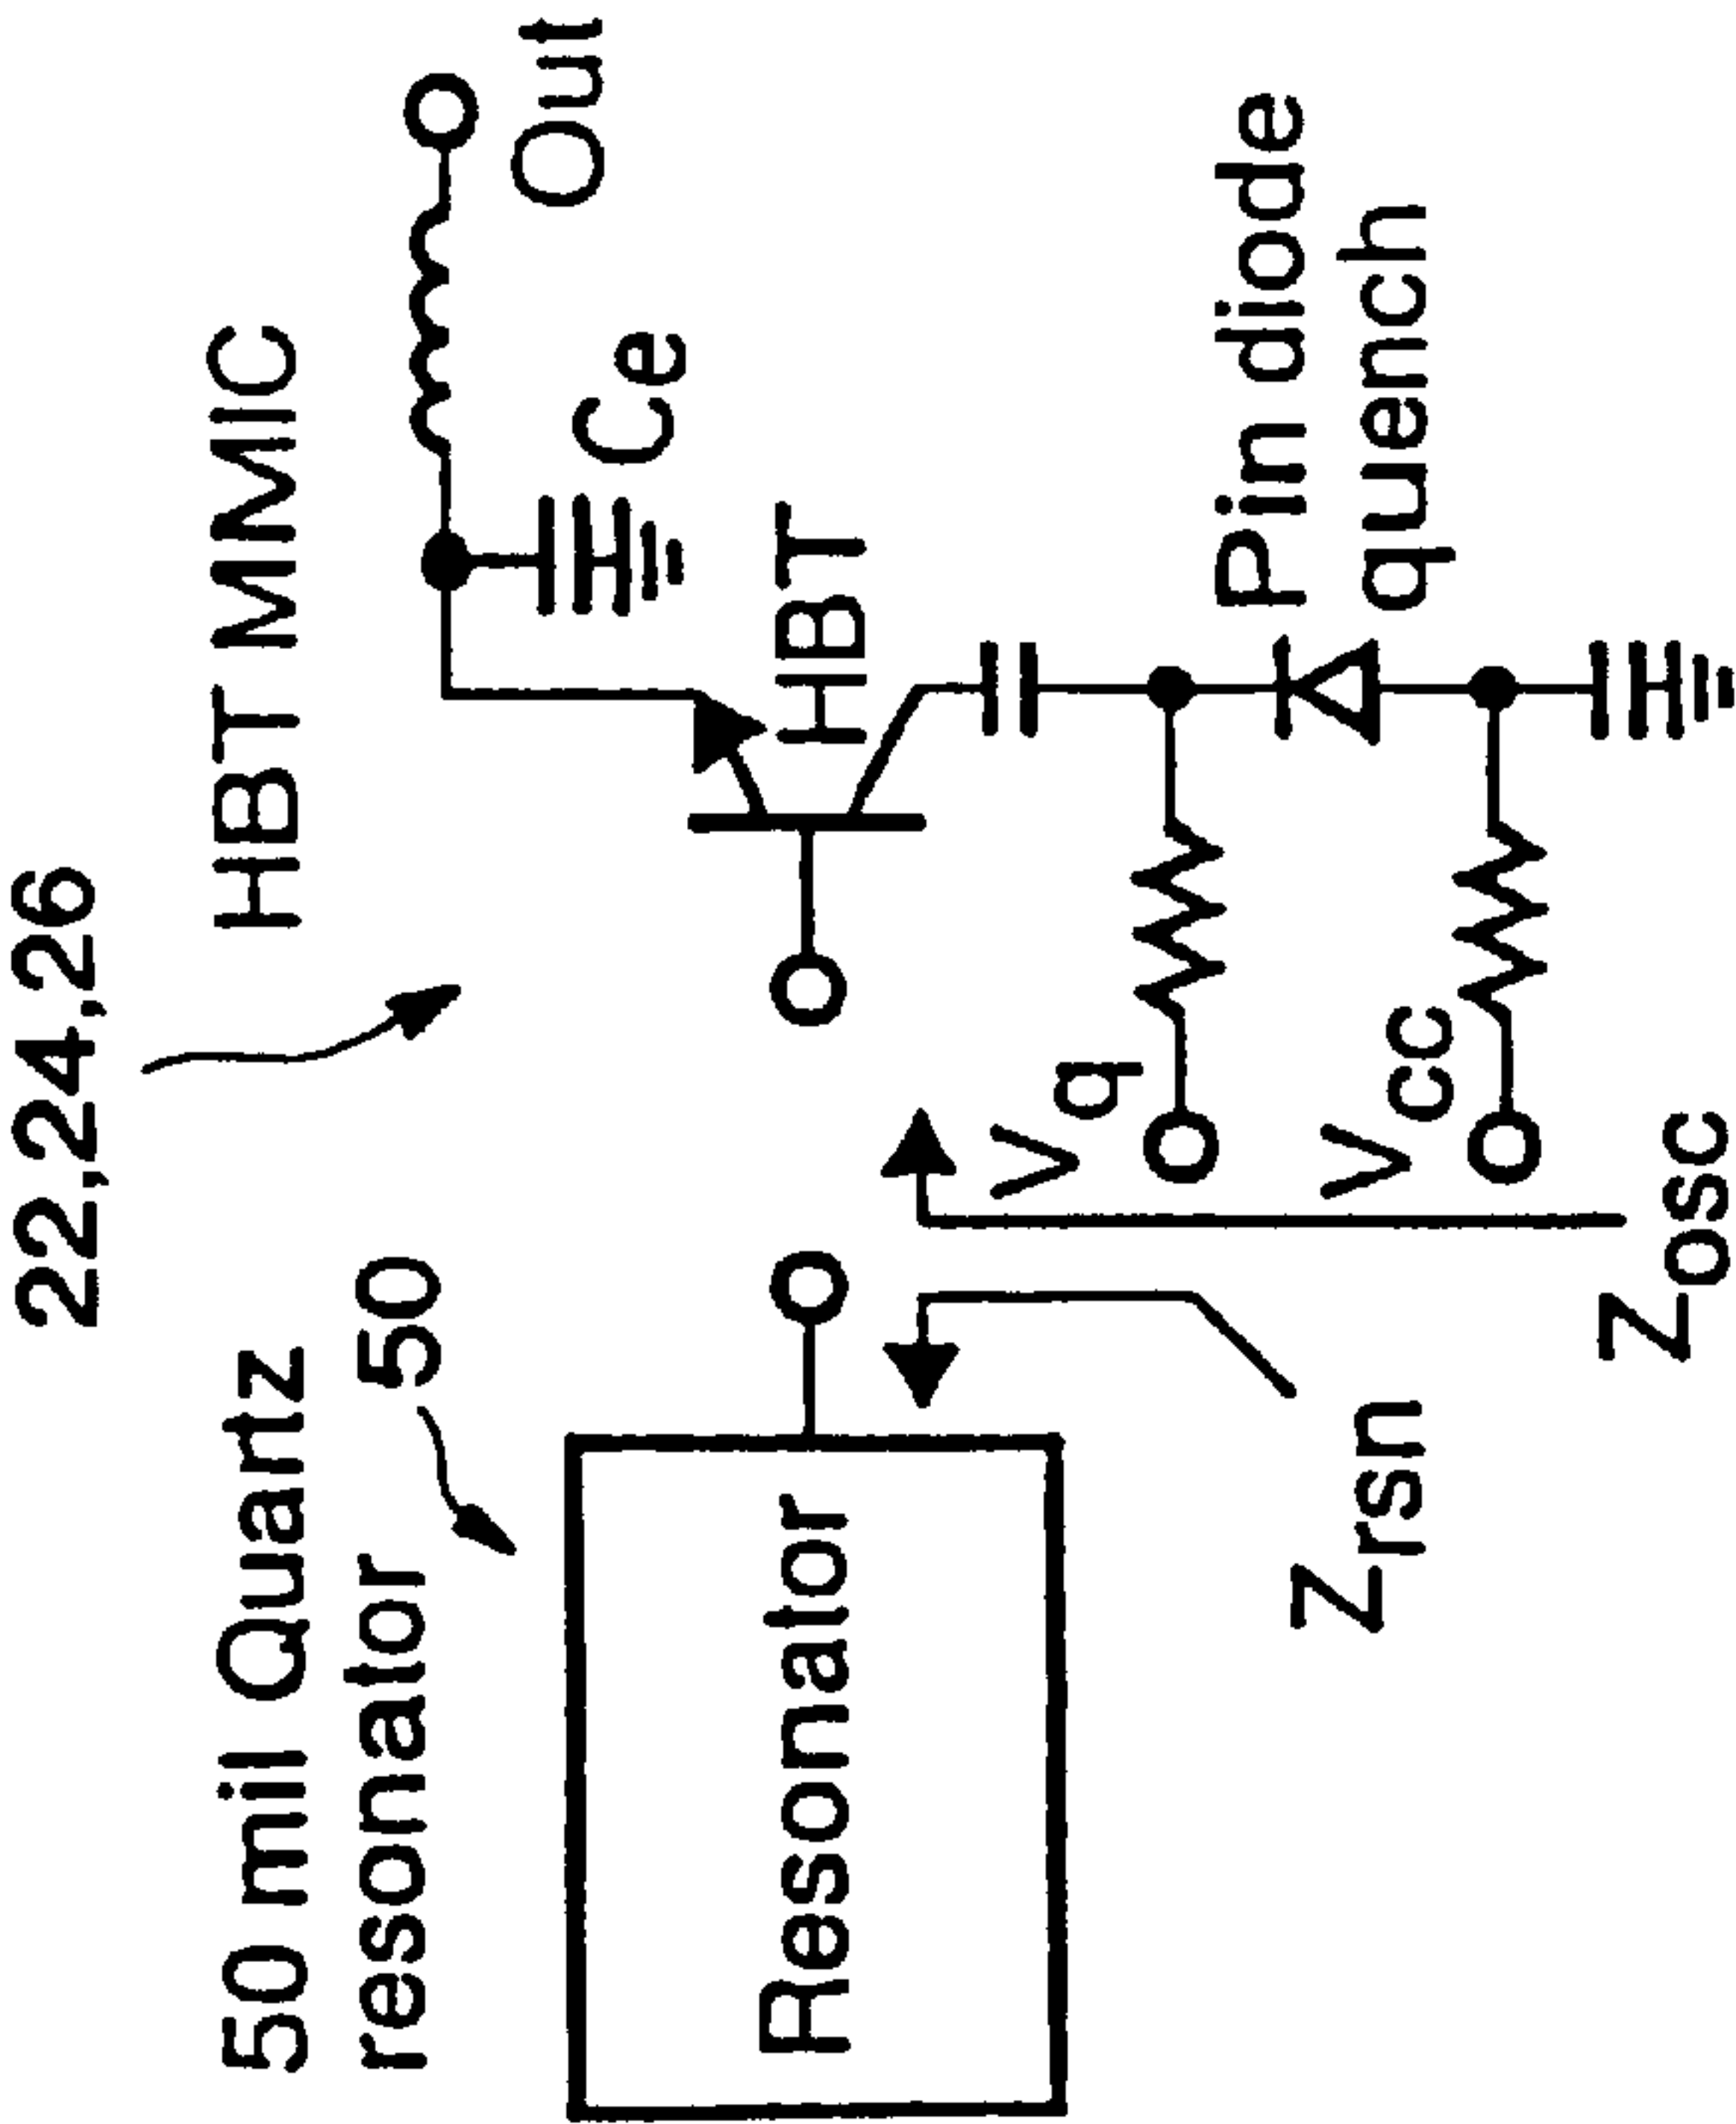 22,24,26
50 mil Quartz
resonator
50
HBT MMIC
Out
Ce
HBT
Resonator
Zrsn
Zosc
Vq
Vcc
Pin diode
quench